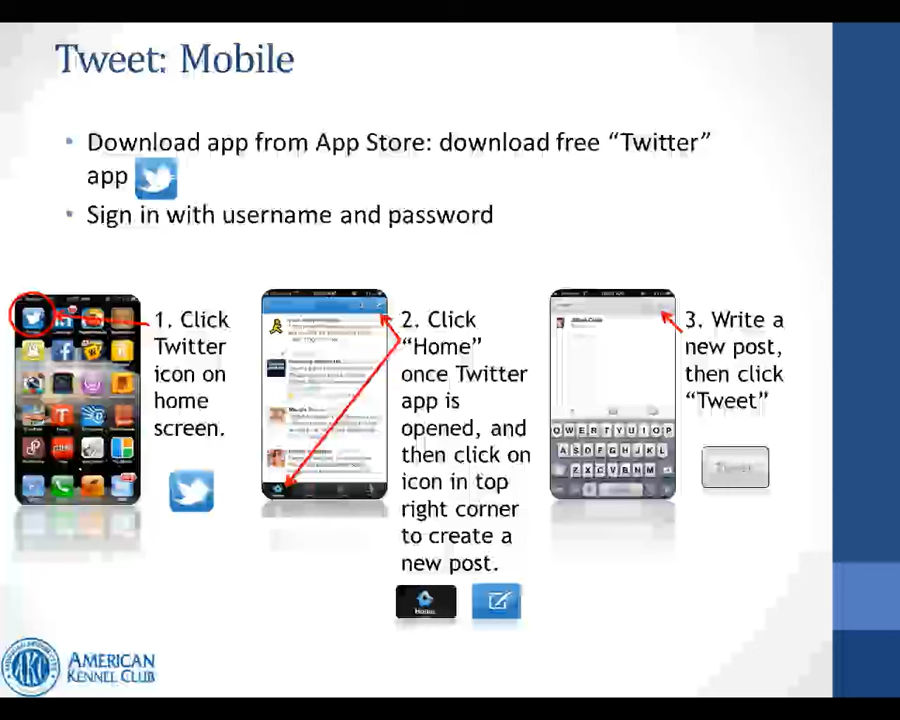 Tweet: Mobile
• Download app from App Store: download free “Twitter”
app
• Sign in with username and password
1. Click
Twitter
icon on
home
screen.
2. Click
“Home”
once Twitter
app is
opened, and
then click on
icon in top
right corner
to create a
new post.
Home
3. Write a
new post,
then click
“Tweet”
Q W E R T Y U I O P
A S D F G H J K L
Z X C V B N M
Tweet
AMERICAN
KENNEL CLUB